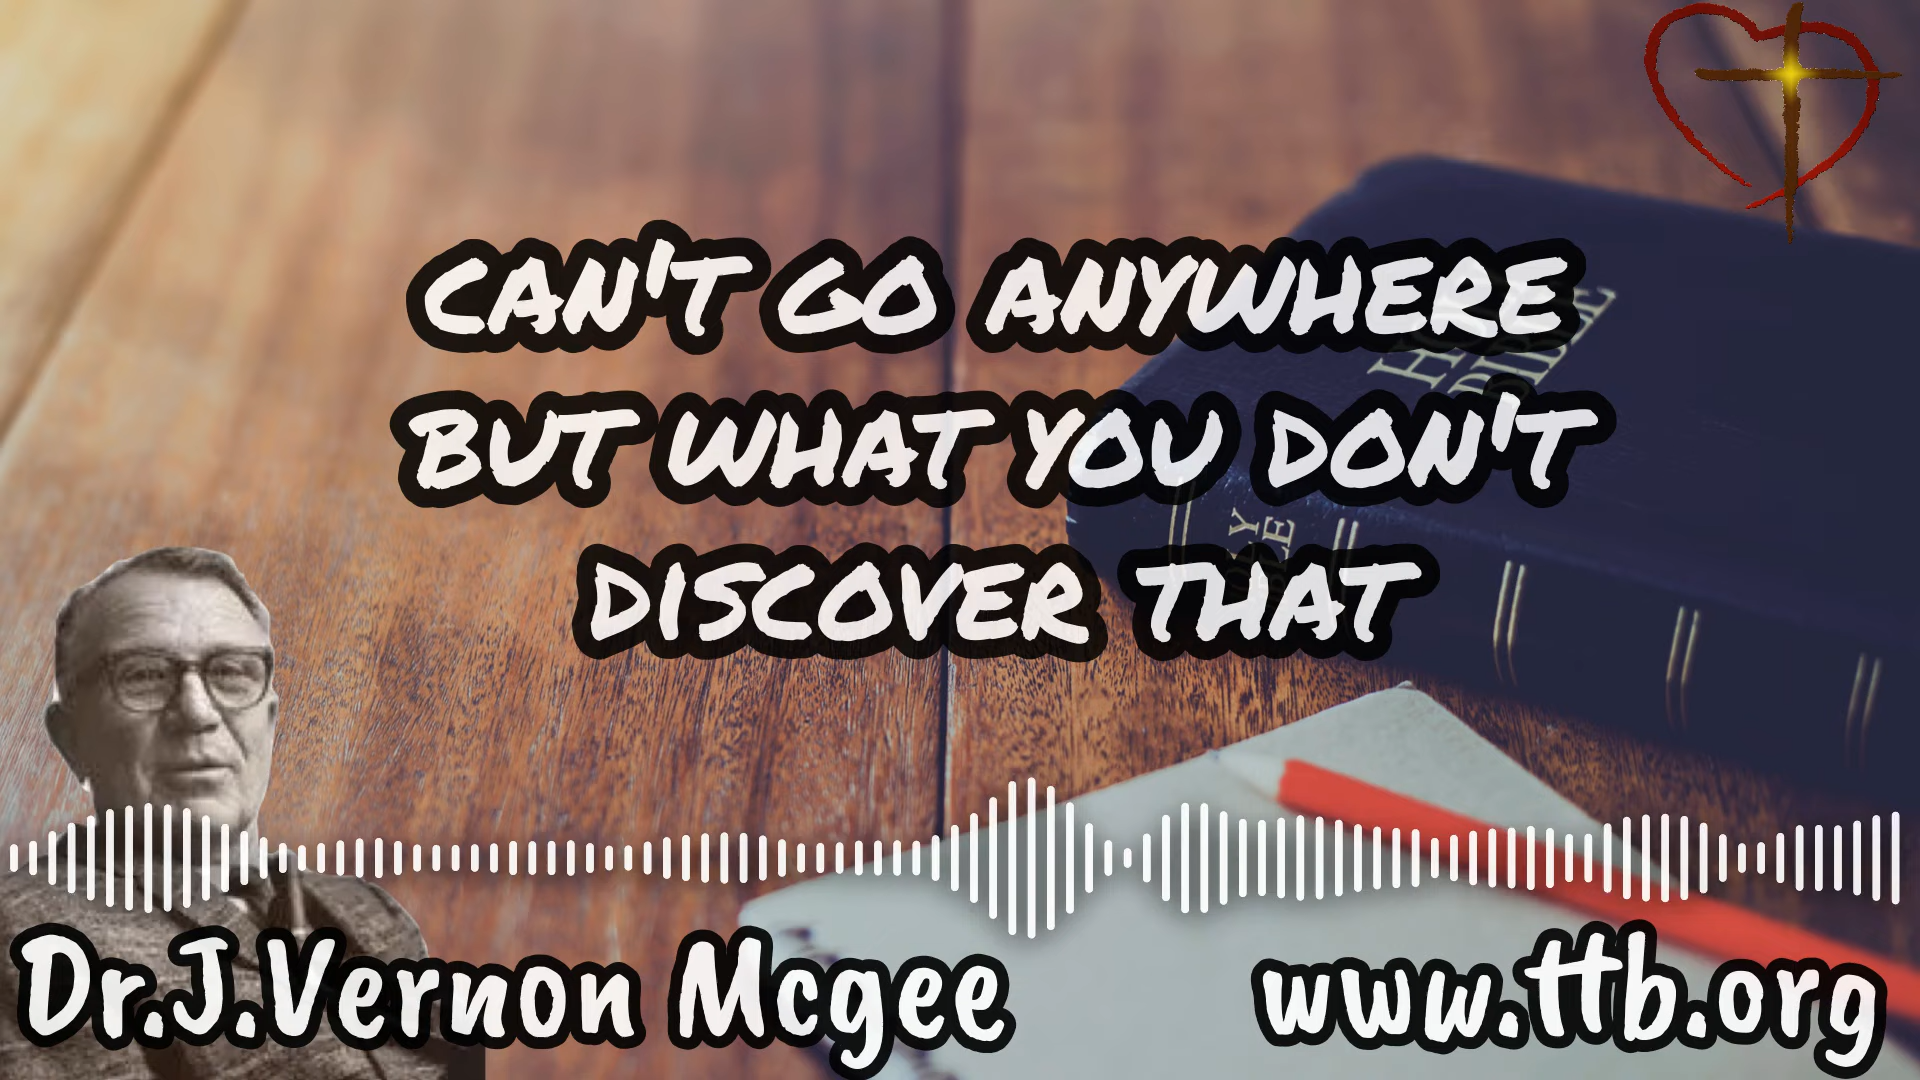 CAN'T GO ANYWHERE
BUT WHAT YOU DON'T
DISCOVER THAT
Dr.J.Vernon Mcgee
www.ttb.org